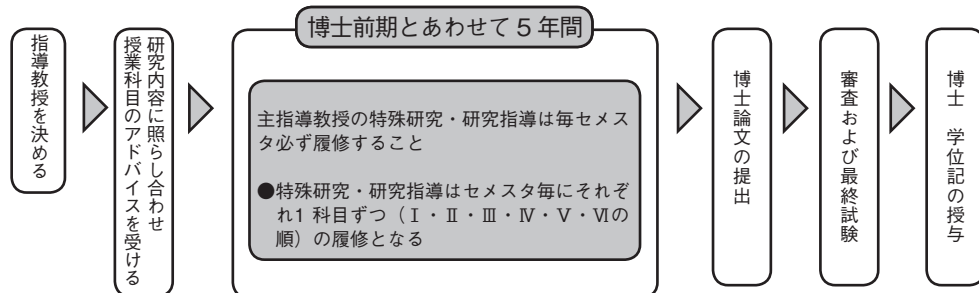 指導教授を決める
研究内容に照らし合わせ
授業科目のアドバイスを受ける
博士前期とあわせて 5 年間
主指導教授の特殊研究・研究指導は毎セメス
タ必ず履修すること
●特殊研究・研究指導はセメスタ毎にそれぞ
れ1 科目ずつ（Ⅰ・Ⅱ・Ⅲ・Ⅳ・Ⅴ・Ⅵの
順）の履修となる
博士論文の提出
審査および最終試験
博士 学位記の授与